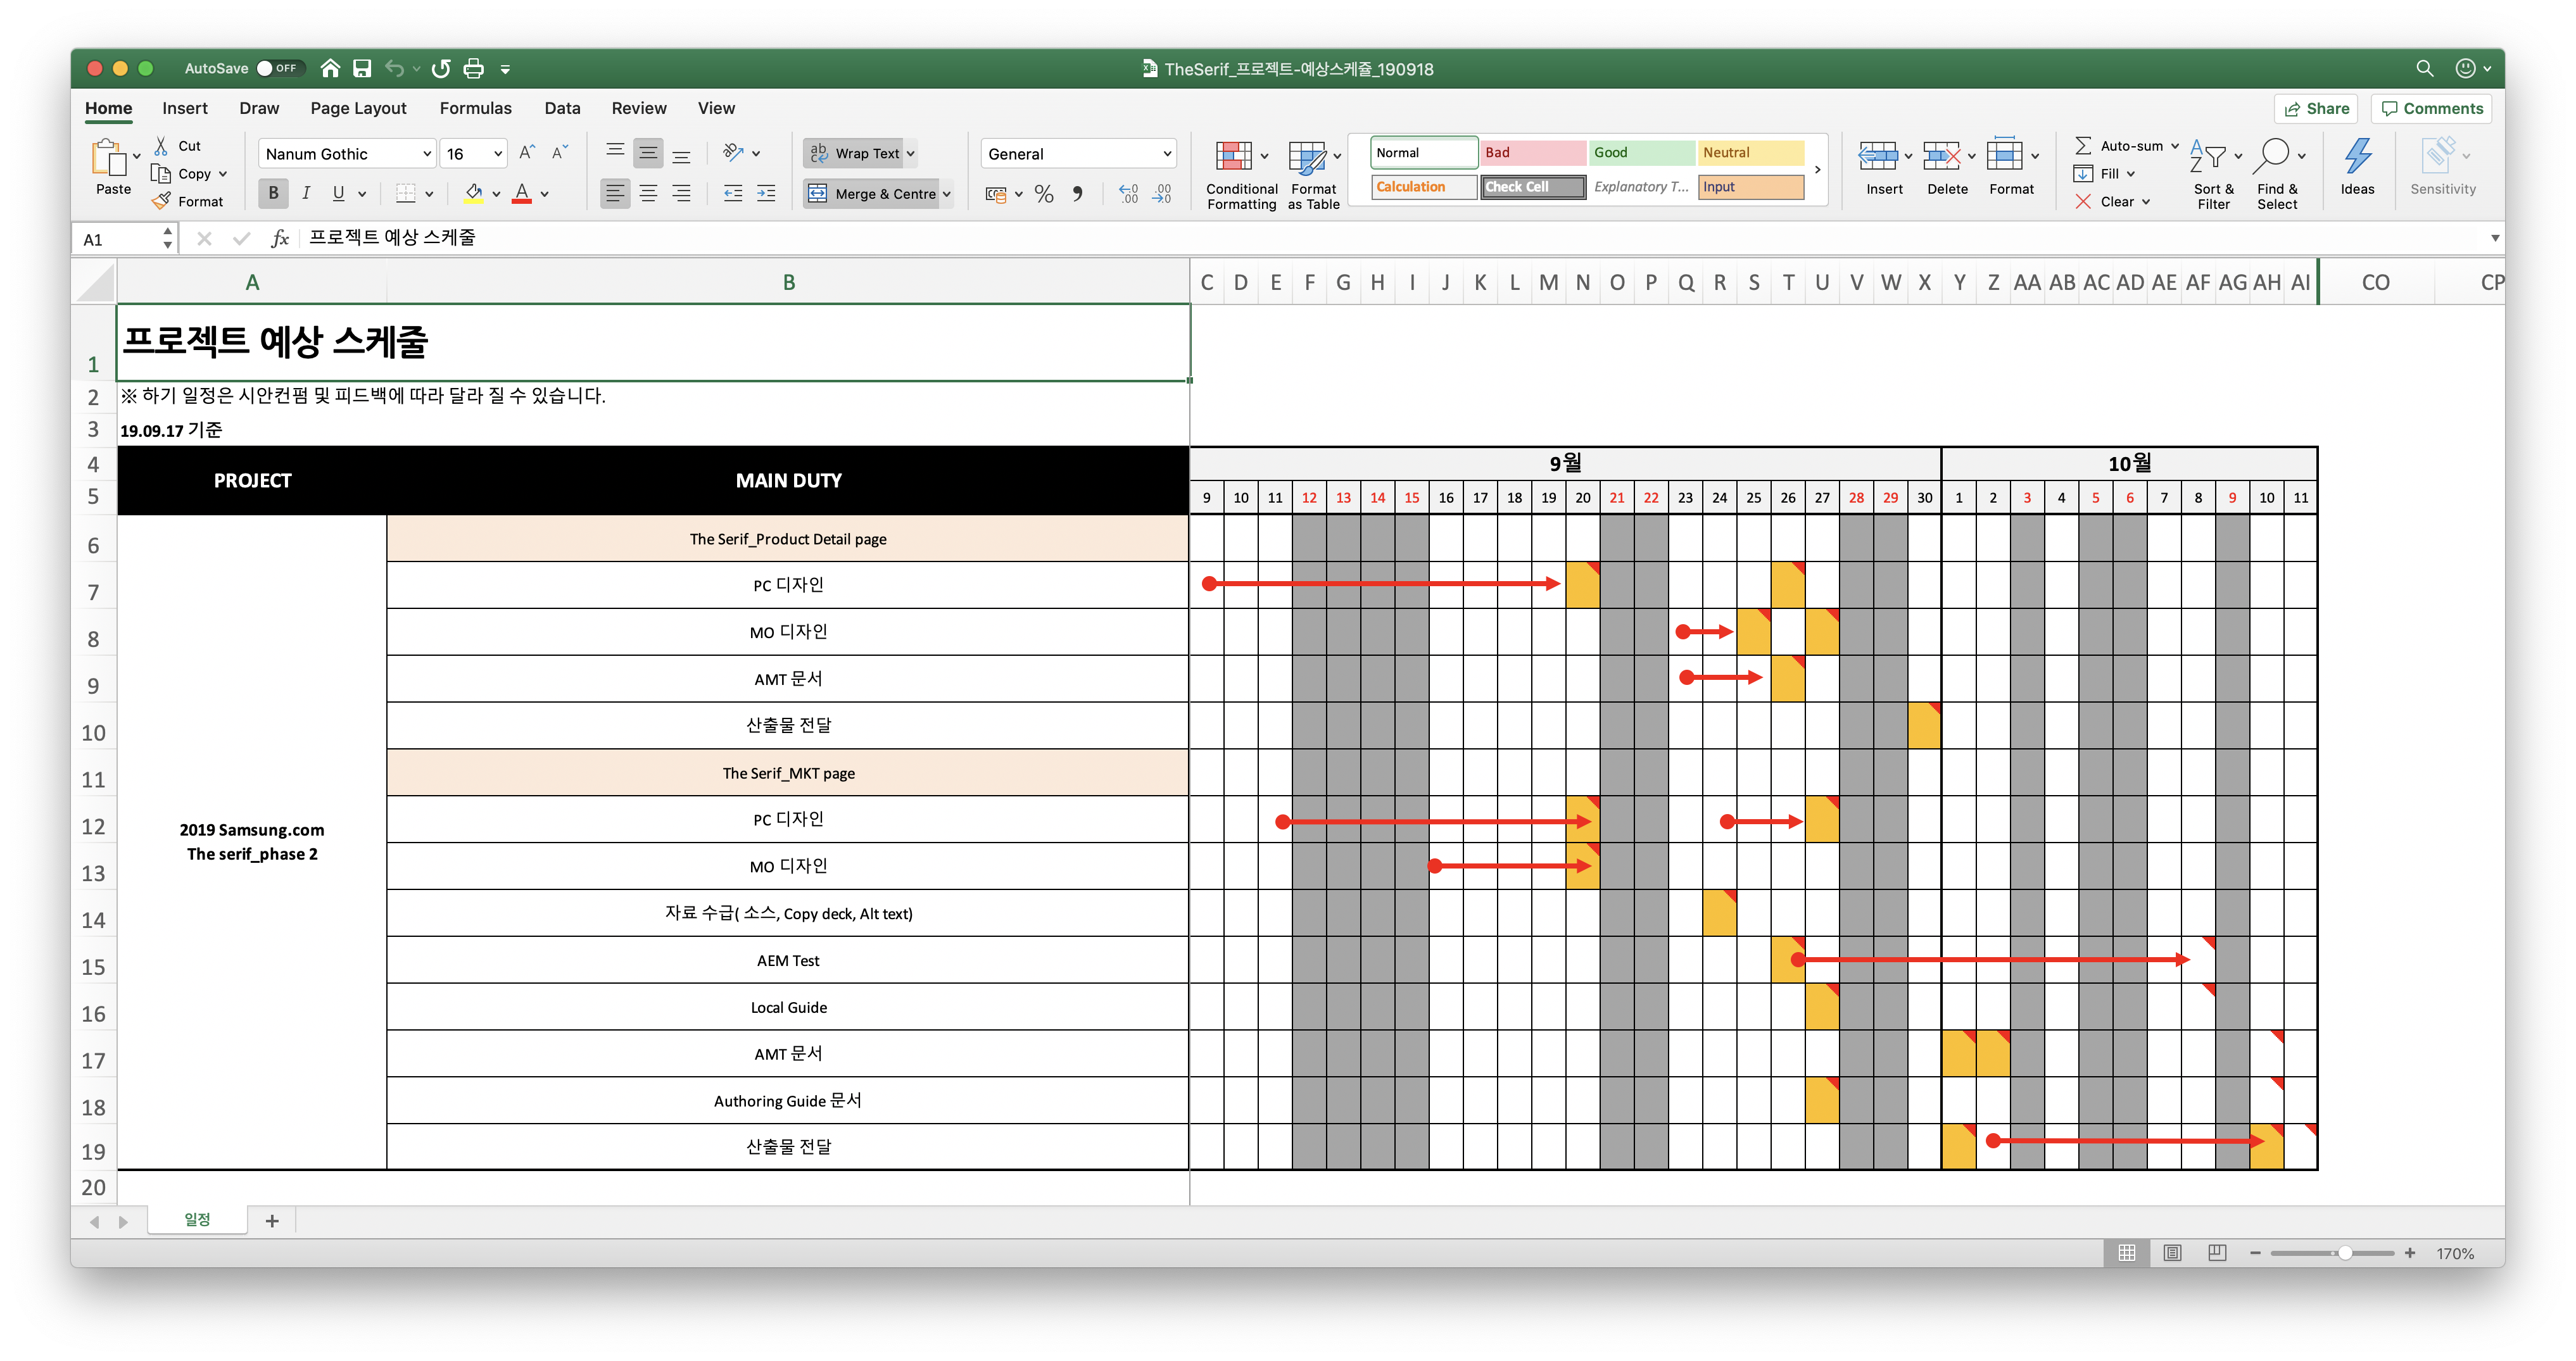 AutoSave OFF
TheSerif_프로젝트-예상스케쥴_190918
Home Insert Draw Page Layout Formulas Data Review View
Share Comments
Paste
Cut
Copy
Format
Nanum Gothic 16
B I U
Wrap Text
Merge & Centre
General
Conditional Formatting
Format as Table
Normal Bad Good Neutral
Calculation Check Cell Explanatory T... Input
Insert Delete Format
Auto-sum
Fill
Clear
Sort & Filter
Find & Select
Ideas
Sensitivity
A1 fx 프로젝트 예상 스케줄
A B C D E F G H I J K L M N O P Q R S T U V W X Y Z AA AB AC AD AE AF AG AH AI CO CP
1 프로젝트 예상 스케줄
2 ※ 하기 일정은 시안컨펌 및 피드백에 따라 달라 질 수 있습니다.
3 19.09.17 기준
4 PROJECT MAIN DUTY 9월 10월
5 9 10 11 12 13 14 15 16 17 18 19 20 21 22 23 24 25 26 27 28 29 30 1 2 3 4 5 6 7 8 9 10 11
6 The Serif_Product Detail page
7 PC 디자인
8 MO 디자인
9 AMT 문서
10 산출물 전달
11 The Serif_MKT page
12 PC 디자인
2019 Samsung.com
The serif_phase 2
13 MO 디자인
14 자료 수급( 소스, Copy deck, Alt text)
15 AEM Test
16 Local Guide
17 AMT 문서
18 Authoring Guide 문서
19 산출물 전달
20
일정
170%